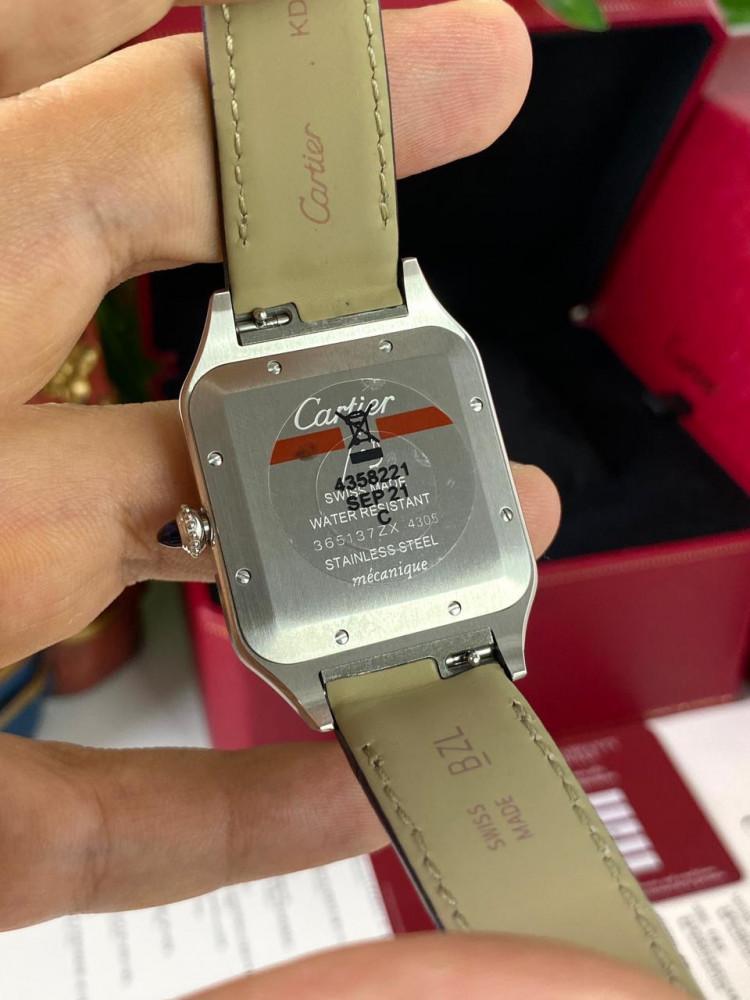 KD
Cartier
Cartier
4358221
SWISS MADE
SEP 21
WATER RESISTANT
C
365137ZX 4305
STAINLESS STEEL
mécanique
BZL
SWISS
MADE